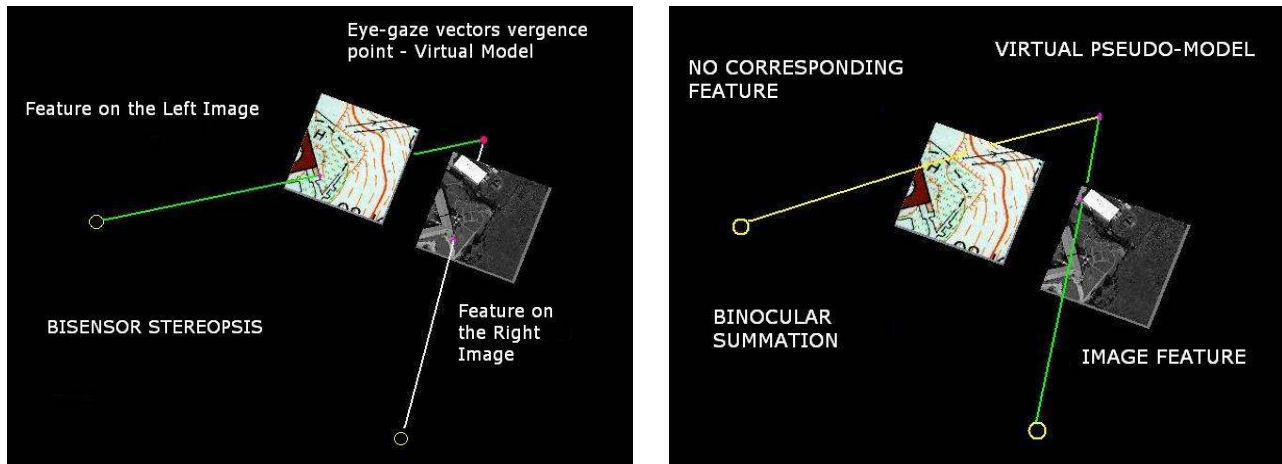 Eye-gaze vectors vergence
point - Virtual Model
Feature on the Left Image
BISENSOR STEREOPSIS
Feature on
the Right
Image
VIRTUAL PSEUDO-MODEL
NO CORRESPONDING
FEATURE
BINOCULAR
SUMMATION
IMAGE FEATURE